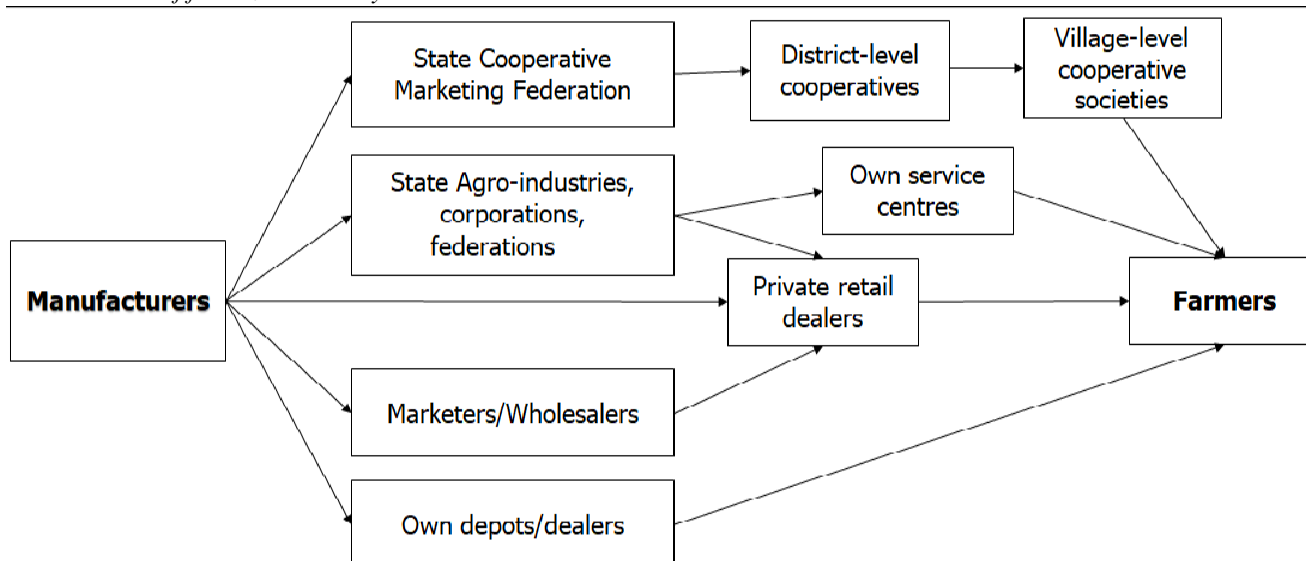 State Cooperative
Marketing Federation
District-level
cooperatives
Village-level
cooperative
societies
State Agro-industries,
corporations,
federations
Own service
centres
Manufacturers
Private retail
dealers
Farmers
Marketers/Wholesalers
Own depots/dealers